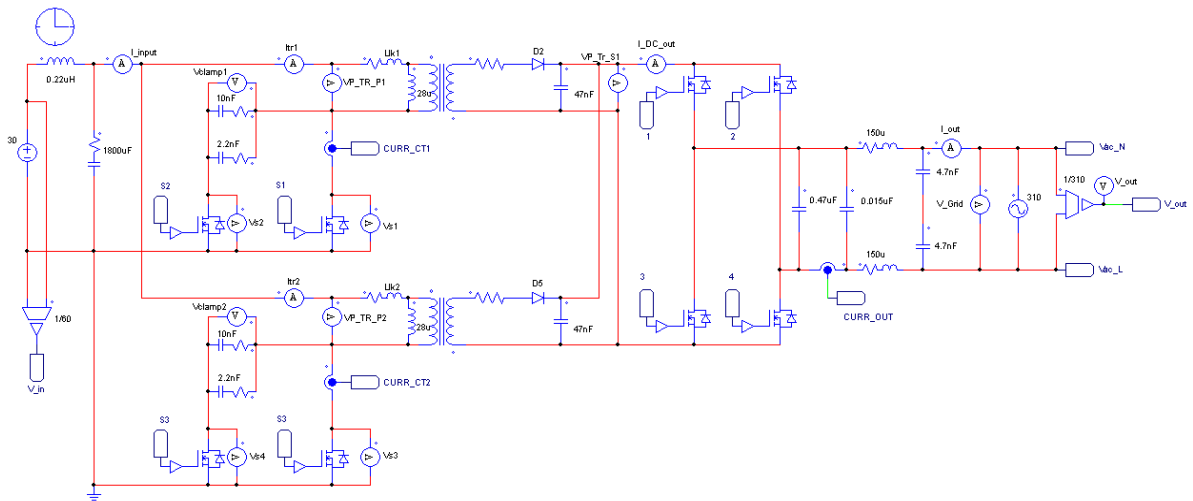 I_input
Itr1
Llk1
D2
VP_Tr_S1
I_DC_out
0.22uH
Vclamp1
10nF
VP_TR_P1
28u
47nF
1
2
30
1800uF
2.2nF
CURR_CT1
150u
I_out
Vac_N
4.7nF
1/310
V_out
S2
S1
Vs2
Vs1
0.47uF
0.015uF
V_Grid
310
V_out
4.7nF
150u
Vac_L
Itr2
Llk2
D5
3
4
CURR_OUT
1/60
Vclamp2
10nF
VP_TR_P2
28u
47nF
V_in
2.2nF
CURR_CT2
S3
S3
Vs4
Vs3